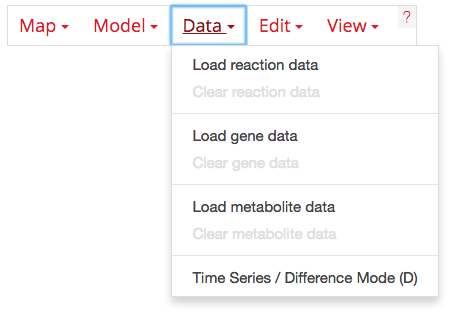 Map Model Data Edit View ?
Load reaction data
Clear reaction data
Load gene data
Clear gene data
Load metabolite data
Clear metabolite data
Time Series / Difference Mode (D)